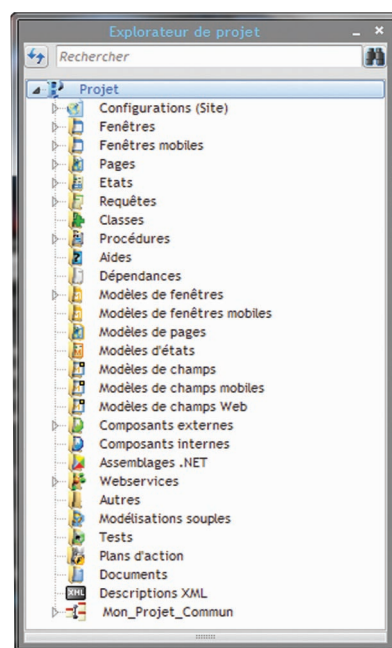 Explorateur de projet
Rechercher
Projet
Configurations (Site)
Fenêtres
Fenêtres mobiles
Pages
Etats
Requêtes
Classes
Procédures
Aides
Dépendances
Modèles de fenêtres
Modèles de fenêtres mobiles
Modèles de pages
Modèles d'états
Modèles de champs
Modèles de champs mobiles
Modèles de champs Web
Composants externes
Composants internes
Assemblages .NET
Webservices
Autres
Modélisations souples
Tests
Plans d'action
Documents
XML Descriptions XML
Mon_Projet_Commun